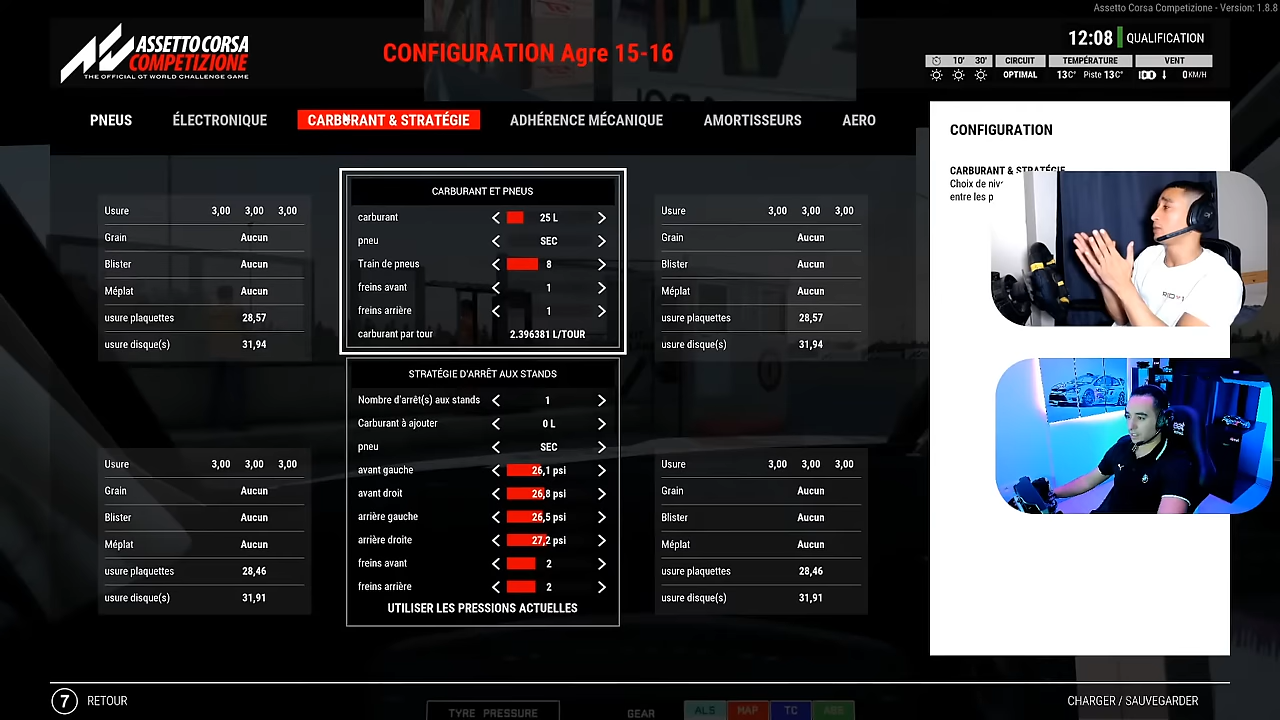 Assetto Corsa Competizione - Version: 1.8.8
ASSETTO CORSA
COMPETIZIONE
THE OFFICIAL GT WORLD CHALLENGE GAME
CONFIGURATION Agre 15-16
12:08 QUALIFICATION
10' 30' CIRCUIT TEMPÉRATURE VENT
OPTIMAL 13C° Piste 13C° 0KM/H
PNEUS ÉLECTRONIQUE CARBURANT & STRATÉGIE ADHÉRENCE MÉCANIQUE AMORTISSEURS AERO
CONFIGURATION
CARBURANT & STRATÉGIE
Choix de
entre les
Usure 3,00 3,00 3,00
Grain Aucun
Blister Aucun
Méplat Aucun
usure plaquettes 28,57
usure disque(s) 31,94
CARBURANT ET PNEUS
carburant 25 L
pneu SEC
Train de pneus 8
freins avant 1
freins arrière 1
carburant par tour 2.396381 L/TOUR
Usure 3,00 3,00 3,00
Grain Aucun
Blister Aucun
Méplat Aucun
usure plaquettes 28,57
usure disque(s) 31,94
STRATÉGIE D'ARRÊT AUX STANDS
Nombre d'arrêt(s) aux stands 1
Carburant à ajouter 0 L
pneu SEC
avant gauche 26,1 psi
avant droit 26,8 psi
arrière gauche 26,5 psi
arrière droite 27,2 psi
freins avant 2
freins arrière 2
UTILISER LES PRESSIONS ACTUELLES
Usure 3,00 3,00 3,00
Grain Aucun
Blister Aucun
Méplat Aucun
usure plaquettes 28,46
usure disque(s) 31,91
Usure 3,00 3,00 3,00
Grain Aucun
Blister Aucun
Méplat Aucun
usure plaquettes 28,46
usure disque(s) 31,91
7 RETOUR
CHARGER / SAUVEGARDER
TYRE PRESSURE GEAR ALS MAP TC ABS